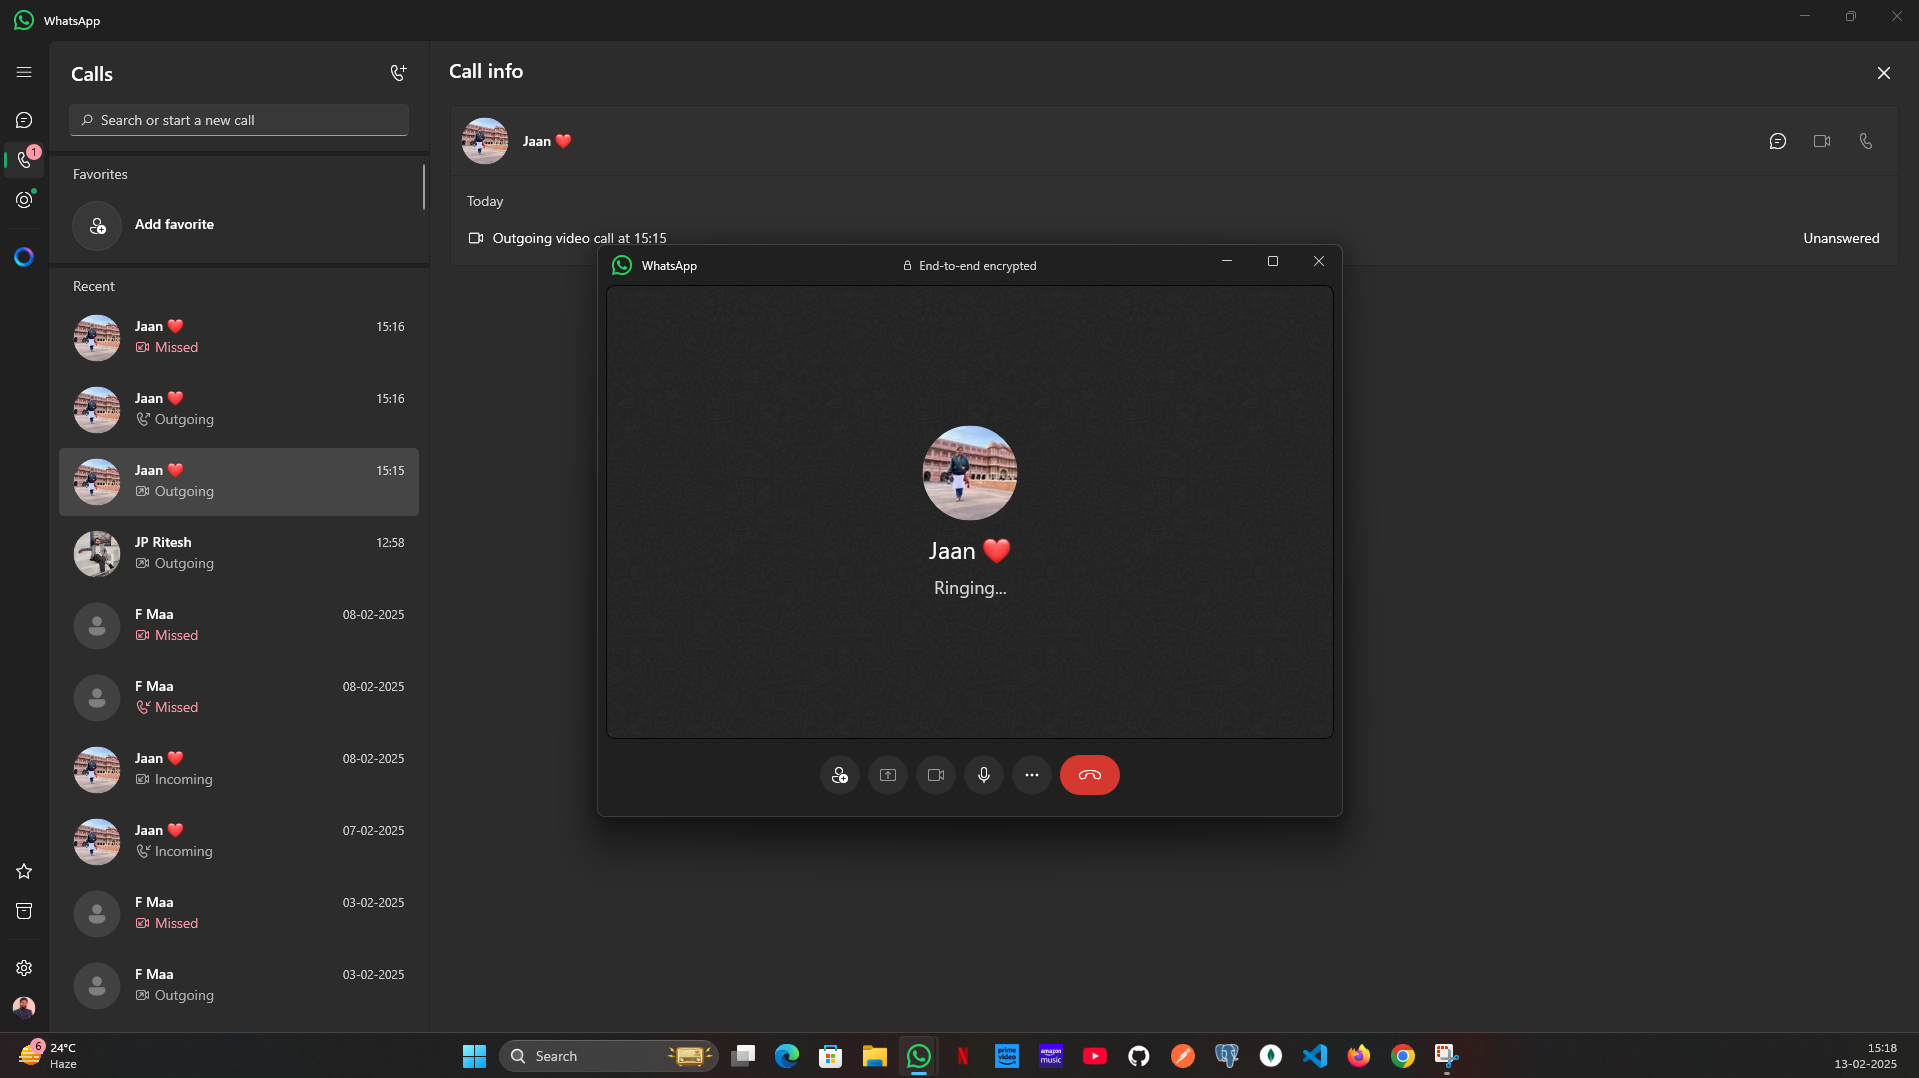 WhatsApp
Calls
Search or start a new call
1
Favorites
Add favorite
Recent
Jaan ❤️ 15:16
Missed
Jaan ❤️ 15:16
Outgoing
Jaan ❤️ 15:15
Outgoing
JP Ritesh 12:58
Outgoing
F Maa 08-02-2025
Missed
F Maa 08-02-2025
Missed
Jaan ❤️ 08-02-2025
Incoming
Jaan ❤️ 07-02-2025
Incoming
F Maa 03-02-2025
Missed
F Maa 03-02-2025
Outgoing
Call info
Jaan ❤️
Today
Outgoing video call at 15:15 Unanswered
WhatsApp End-to-end encrypted
Jaan ❤️
Ringing...
6
24°C
Haze
Search
prime video
amazon music
15:18
13-02-2025